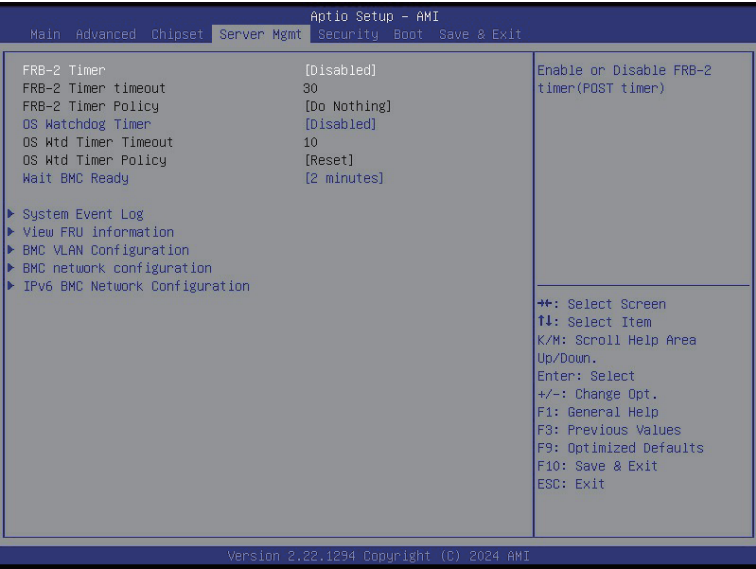 Aptio Setup – AMI
Main Advanced Chipset Server Mgmt Security Boot Save & Exit
FRB-2 Timer [Disabled]
FRB-2 Timer timeout 30
FRB-2 Timer Policy [Do Nothing]
OS Watchdog Timer [Disabled]
OS Wtd Timer Timeout 10
OS Wtd Timer Policy [Reset]
Wait BMC Ready [2 minutes]
System Event Log
View FRU information
BMC VLAN Configuration
BMC network configuration
IPv6 BMC Network Configuration
Enable or Disable FRB-2
timer(POST timer)
→←: Select Screen
↑↓: Select Item
K/M: Scroll Help Area
Up/Down.
Enter: Select
+/-: Change Opt.
F1: General Help
F3: Previous Values
F9: Optimized Defaults
F10: Save & Exit
ESC: Exit
Version 2.22.1294 Copyright (C) 2024 AMI